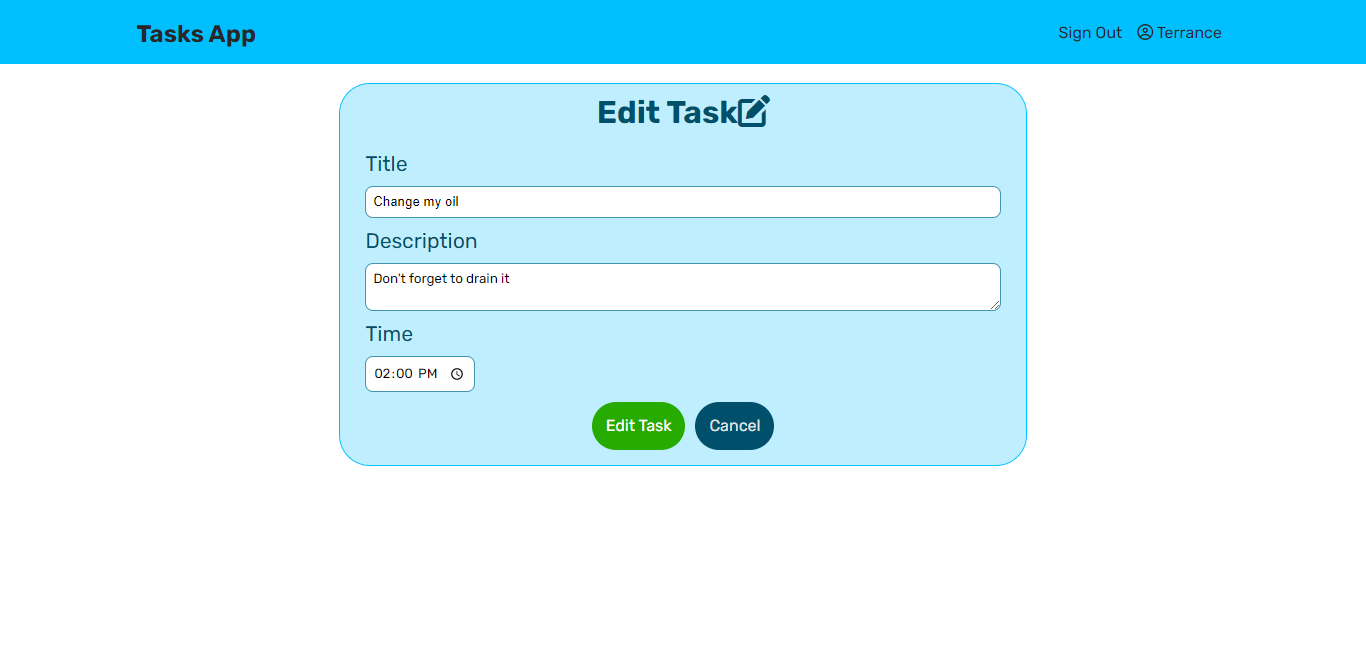 Tasks App
Sign Out Terrance
Edit Task
Title
Change my oil
Description
Don't forget to drain it
Time
02:00 PM
Edit Task Cancel